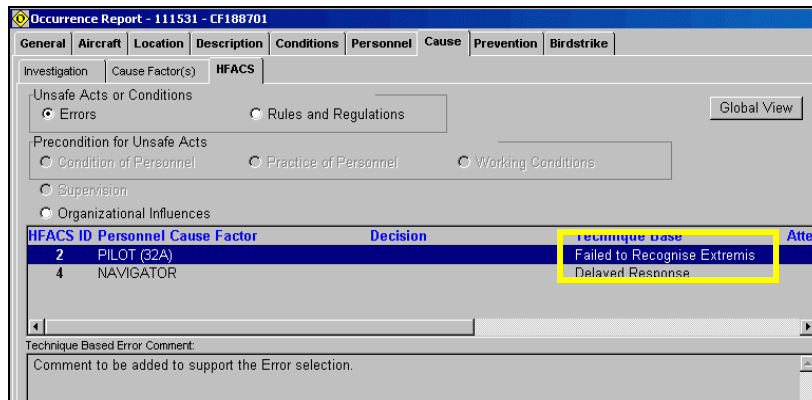 Occurrence Report - 111531 - CF188701
General Aircraft Location Description Conditions Personnel Cause Prevention Birdstrike
Investigation Cause Factor(s) HFACS
Unsafe Acts or Conditions
Errors Rules and Regulations
Global View
Precondition for Unsafe Acts
Condition of Personnel Practice of Personnel Working Conditions
Supervision
Organizational Influences
HFACS ID Personnel Cause Factor Decision Technique Base Atte
2 PILOT (32A) Failed to Recognise Extremis
4 NAVIGATOR Delayed Response
Technique Based Error Comment:
Comment to be added to support the Error selection.